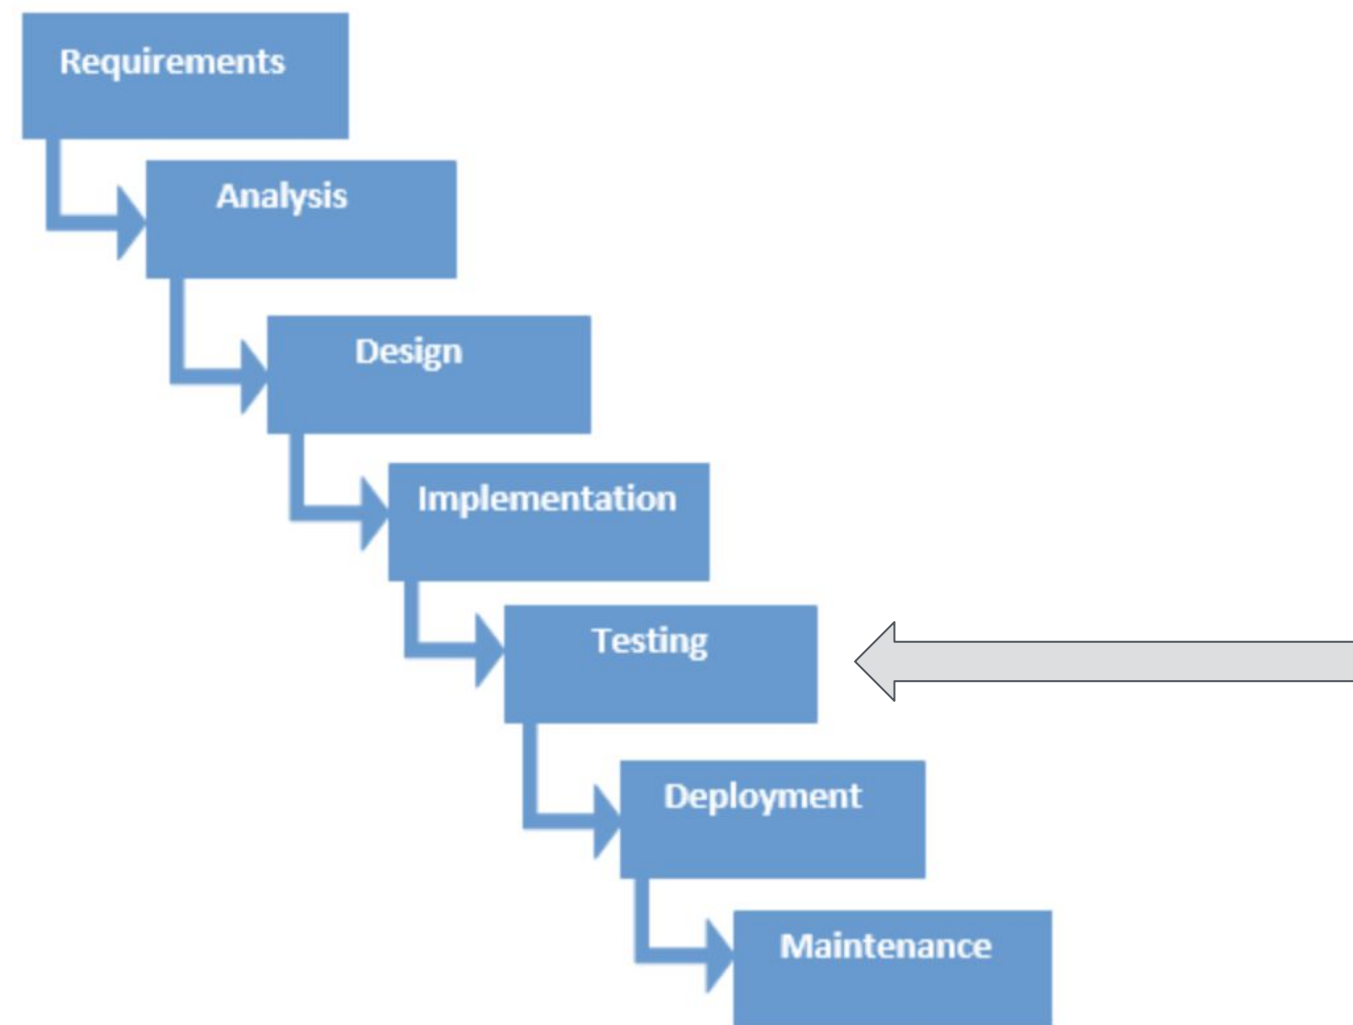 Requirements
Analysis
Design
Implementation
Testing
Deployment
Maintenance